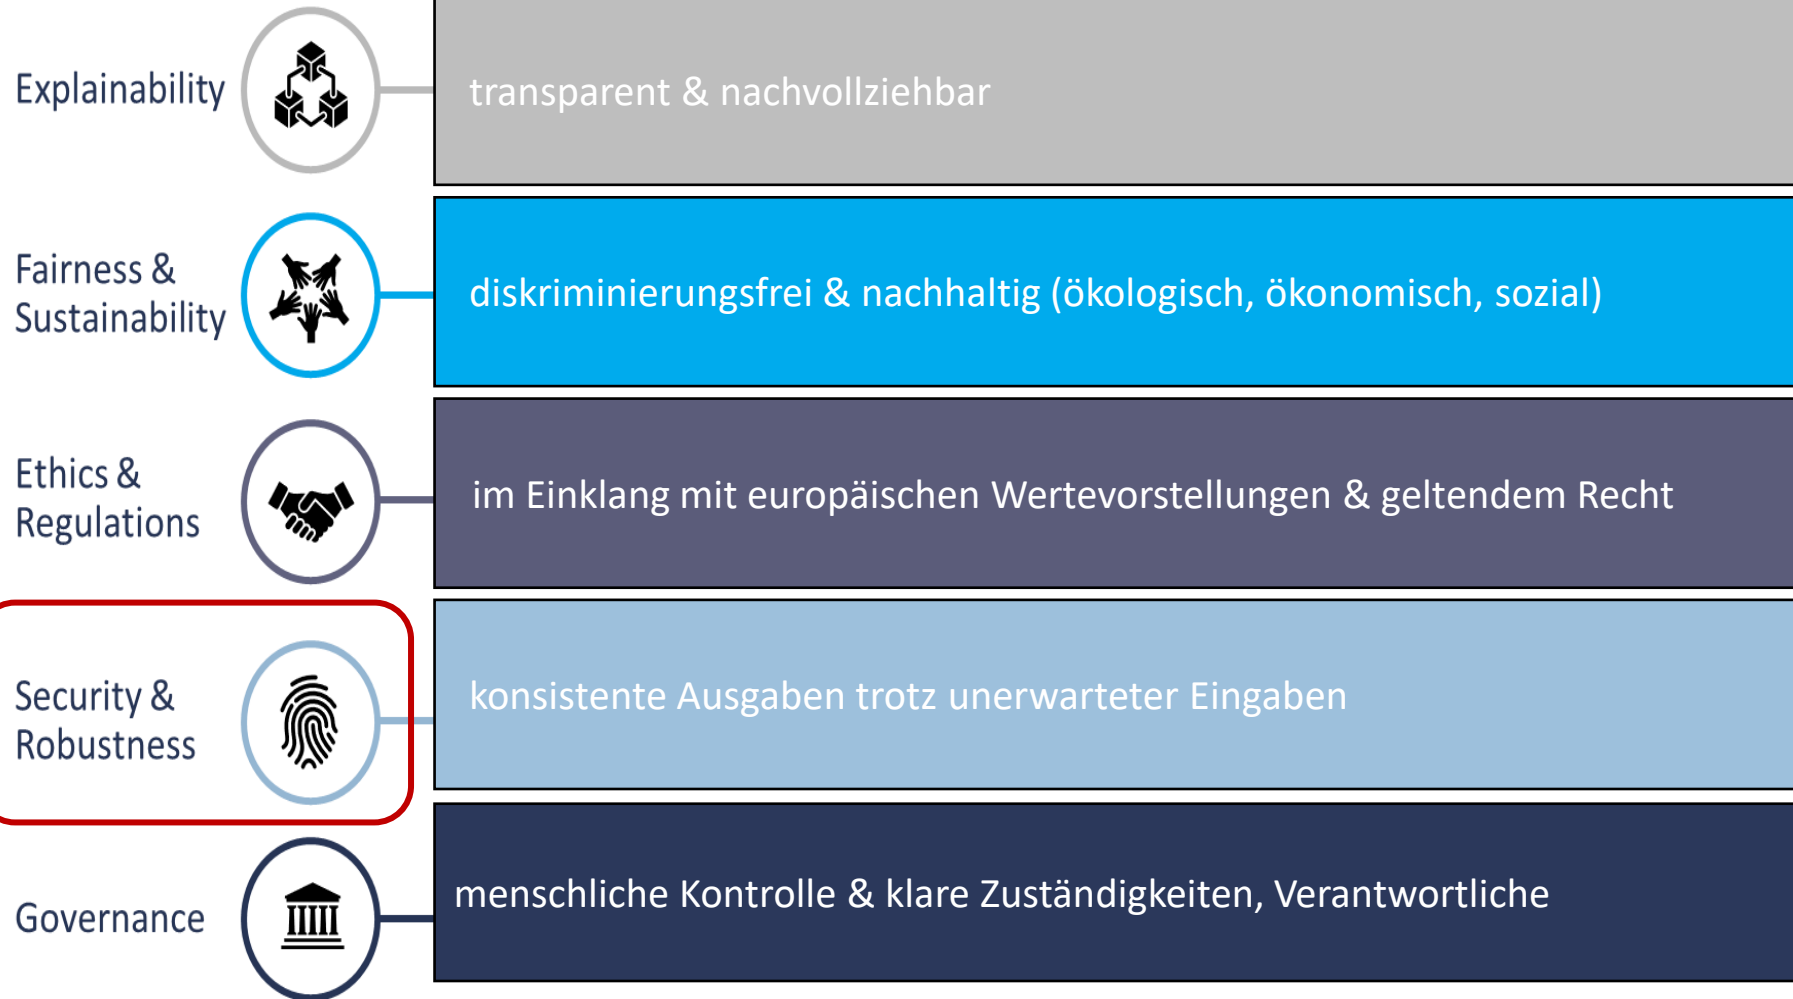 Explainability
transparent & nachvollziehbar
Fairness &
Sustainability
diskriminierungsfrei & nachhaltig (ökologisch, ökonomisch, sozial)
Ethics &
Regulations
im Einklang mit europäischen Wertevorstellungen & geltendem Recht
Security &
Robustness
konsistente Ausgaben trotz unerwarteter Eingaben
Governance
menschliche Kontrolle & klare Zuständigkeiten, Verantwortliche